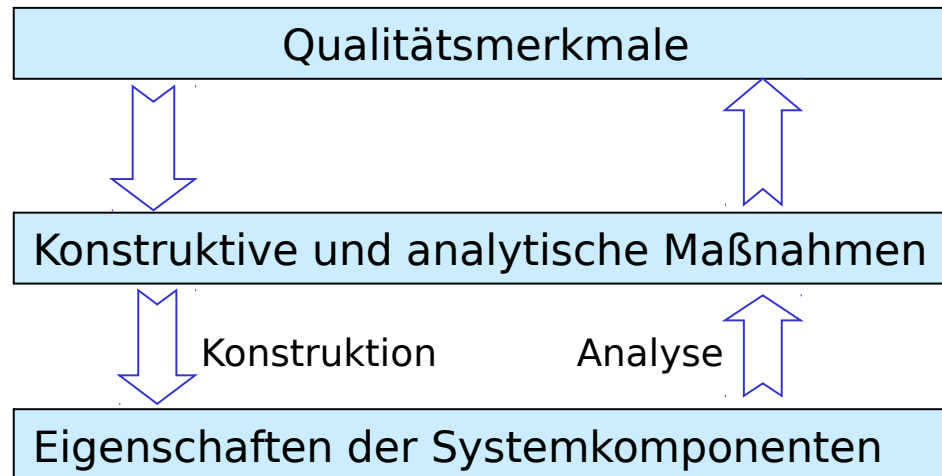 Qualitätsmerkmale
Konstruktive und analytische Maßnahmen
Konstruktion
Analyse
Eigenschaften der Systemkomponenten